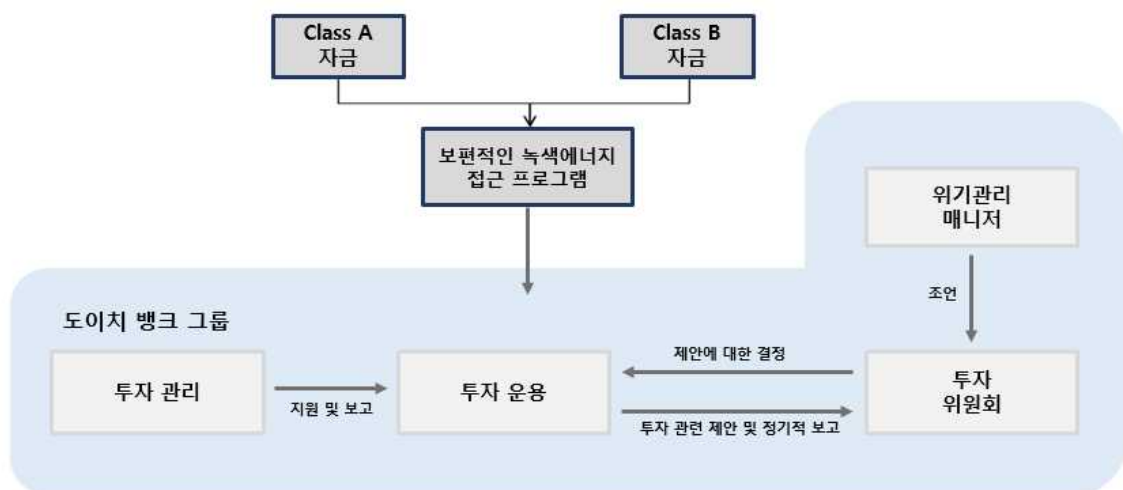 Class A
자금
Class B
자금
보편적인 녹색에너지
접근 프로그램
위기관리
매니저
조언
도이치 뱅크 그룹
투자 관리
지원 및 보고
투자 운용
제안에 대한 결정
투자 관련 제안 및 정기적 보고
투자
위원회